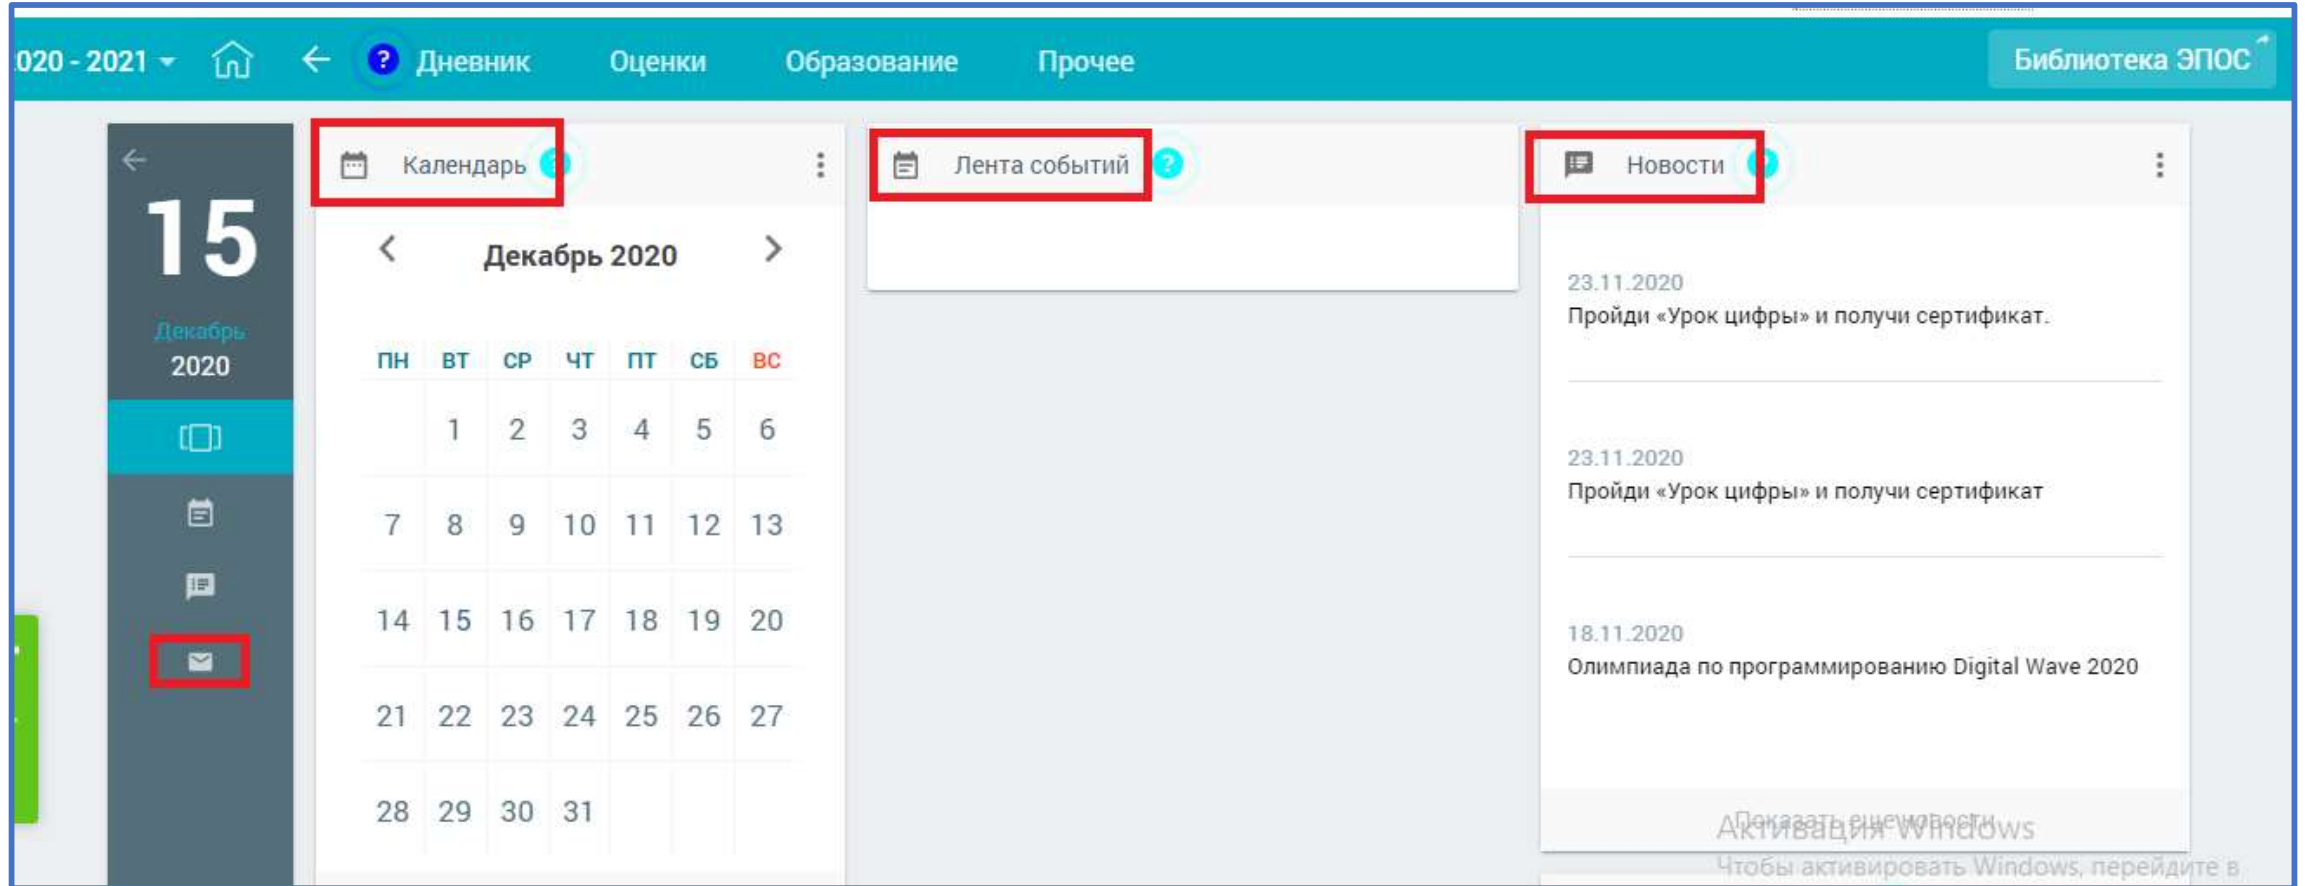 020 - 2021
Дневник
Оценки
Образование
Прочее
Библиотека ЭПОС
15
Декабрь
2020
Календарь
Декабрь 2020
ПН ВТ СР ЧТ ПТ СБ ВС
1 2 3 4 5 6
7 8 9 10 11 12 13
14 15 16 17 18 19 20
21 22 23 24 25 26 27
28 29 30 31
Лента событий
Новости
23.11.2020
Пройди «Урок цифры» и получи сертификат.
23.11.2020
Пройди «Урок цифры» и получи сертификат
18.11.2020
Олимпиада по программированию Digital Wave 2020
Показать еще новости
Активация Windows
Чтобы активировать Windows, перейдите в